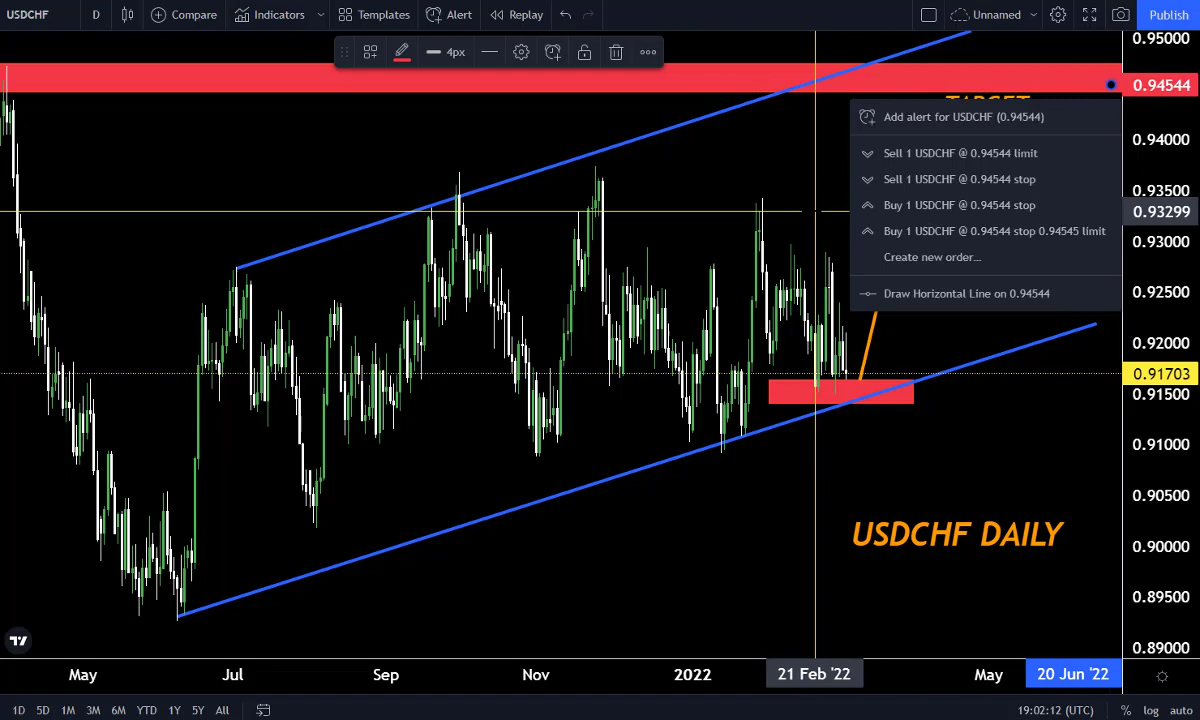 USDCHF D Compare Indicators Templates Alert Replay Unnamed Publish
4px
0.95000
0.94544
TARGET
Add alert for USDCHF (0.94544)
0.94000
Sell 1 USDCHF @ 0.94544 limit
Sell 1 USDCHF @ 0.94544 stop
0.93500
Buy 1 USDCHF @ 0.94544 stop
0.93299
Buy 1 USDCHF @ 0.94544 stop 0.94545 limit
0.93000
Create new order...
0.92500
Draw Horizontal Line on 0.94544
0.92000
0.91703
0.91500
0.91000
0.90500
USDCHF DAILY
0.90000
0.89500
0.89000
May Jul Sep Nov 2022 21 Feb '22 May 20 Jun '22
1D 5D 1M 3M 6M YTD 1Y 5Y All 19:02:12 (UTC) % log auto